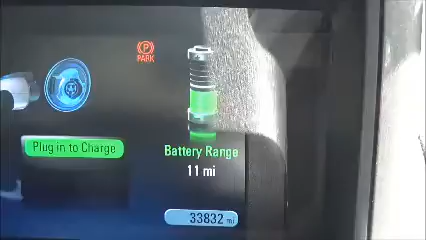 P
PARK
Plug in to Charge
Battery Range
11 mi
33832 mi